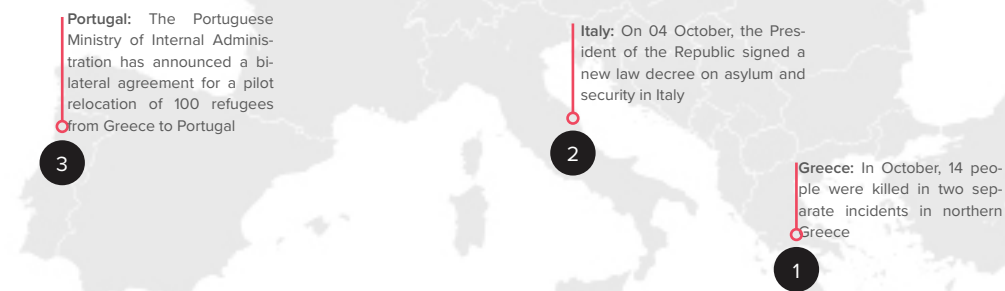 Portugal: The Portuguese
Ministry of Internal Adminis-
tration has announced a bi-
lateral agreement for a pilot
relocation of 100 refugees
from Greece to Portugal
3
Italy: On 04 October, the Pres-
ident of the Republic signed a
new law decree on asylum and
security in Italy
2
Greece: In October, 14 peo-
ple were killed in two sep-
arate incidents in northern
Greece
1